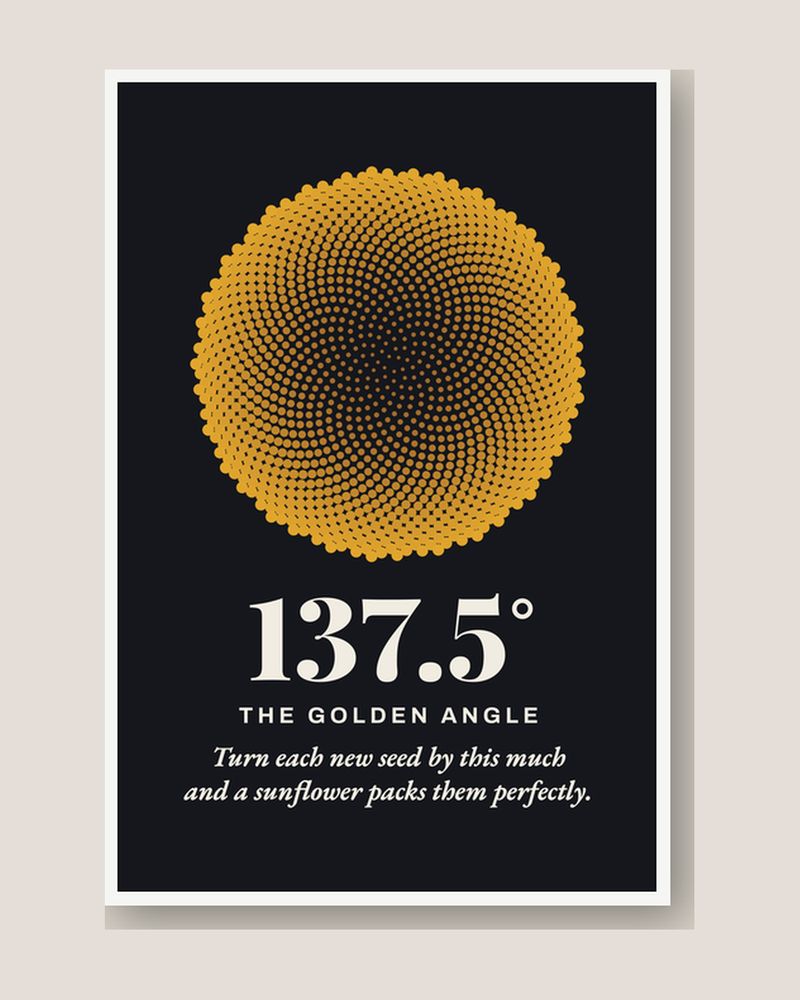 137.5°
THE GOLDEN ANGLE
Turn each new seed by this much
and a sunflower packs them perfectly.